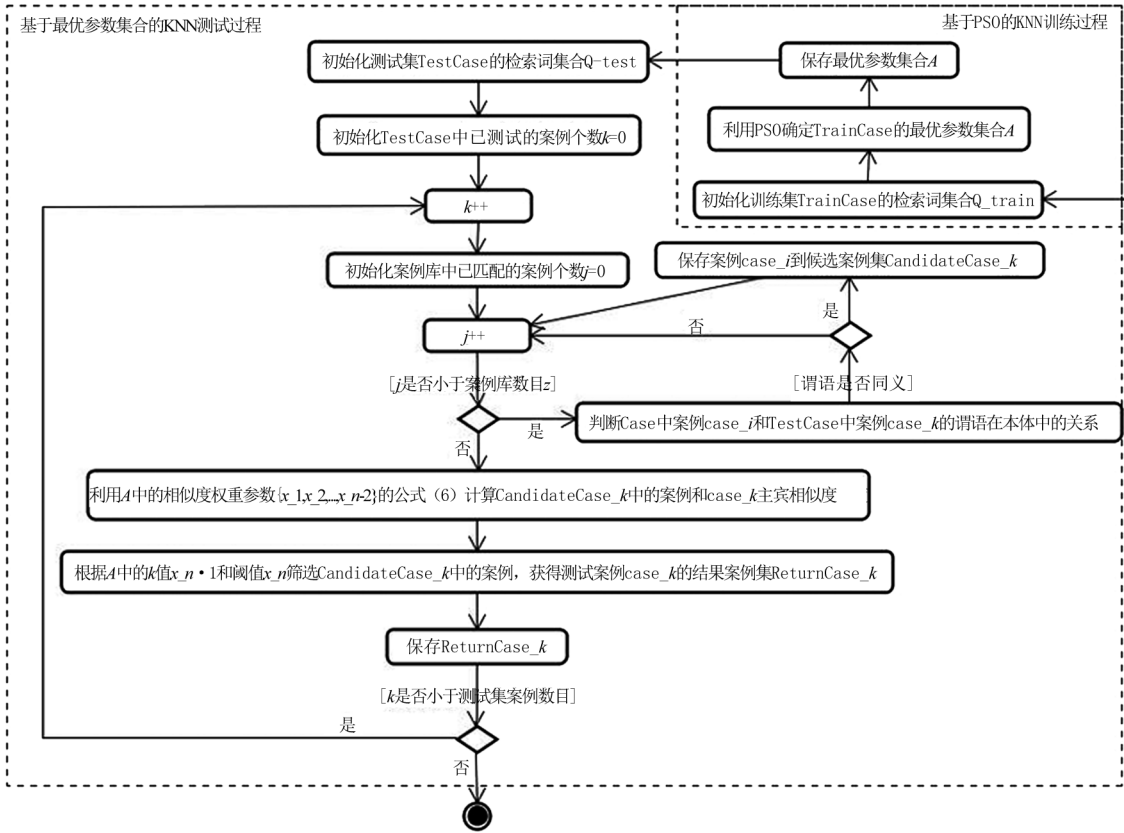 基于最优参数集合的KNN测试过程
基于PSO的KNN训练过程
初始化测试集TestCase的检索词集合Q-test
保存最优参数集合A
初始化TestCase中已测试的案例个数k=0
利用PSO确定TrainCase的最优参数集合A
k++
初始化训练集TrainCase的检索词集合Q_train
初始化案例库中已匹配的案例个数j=0
保存案例case_i到候选案例集CandidateCase_k
是
j++
否
[j是否小于案例库数目z]
[谓语是否同义]
是
判断Case中案例case_i和TestCase中案例case_k的谓语在本体中的关系
否
利用A中的相似度权重参数{x_1,x_2,...,x_n-2}的公式（6）计算CandidateCase_k中的案例和case_k主宾相似度
根据A中的k值x_n·1和阈值x_n筛选CandidateCase_k中的案例，获得测试案例case_k的结果案例集ReturnCase_k
保存ReturnCase_k
[k是否小于测试集案例数目]
是
否